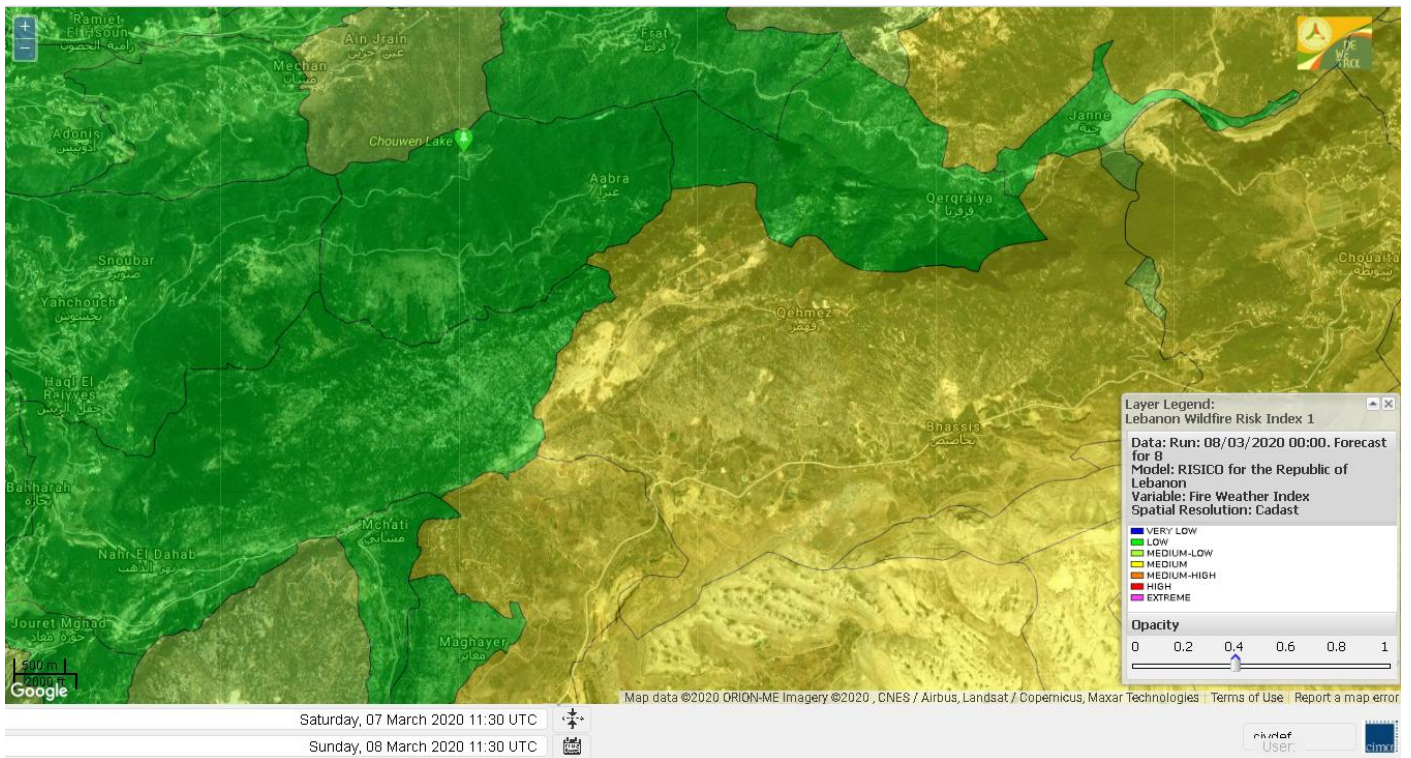 Ramiet
El Hsoun
رامية الحصون
Ain Jrain
عين جرين
Mechan
مشان
Frat
فراط
Adonis
أدونيس
Chouwen Lake
Janne
جنة
Aabra
عبرا
Qerqraiya
قرقريا
Snoubar
صنوبر
Chouaita
شويطه
Yahchouch
يحشوش
Qehmez
قهمز
Haql El
Raiyyes
حقل الريس
Bhassis
بحاصيص
Bahharah
بحارة
Mchati
مشاتي
Nahr El Dahab
نهر الذهب
Jouret Mghad
جورة مغاد
Maghayer
مغاير
Layer Legend:
Lebanon Wildfire Risk Index 1
Data: Run: 08/03/2020 00:00. Forecast
for 8
Model: RISICO for the Republic of
Lebanon
Variable: Fire Weather Index
Spatial Resolution: Cadast
VERY LOW
LOW
MEDIUM-LOW
MEDIUM
MEDIUM-HIGH
HIGH
EXTREME
Opacity
0 0.2 0.4 0.6 0.8 1
500 m
2000 ft
Google
Map data ©2020 ORION-ME Imagery ©2020 , CNES / Airbus, Landsat / Copernicus, Maxar Technologies Terms of Use Report a map error
Saturday, 07 March 2020 11:30 UTC
Sunday, 08 March 2020 11:30 UTC
civdef
User:
cima